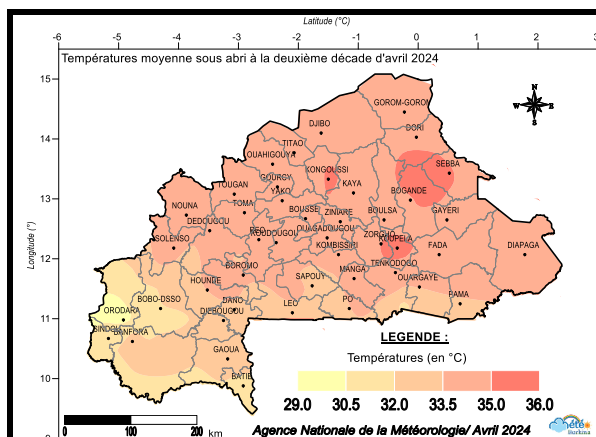 Latitude (°C)
-6 -5 -4 -3 -2 -1 0 1 2 3
Températures moyenne sous abri à la deuxième décade d'avril 2024
15
GOROM-GOROM
N
W E
S
DJIBO
14
DORI
TITAO
OUAHIGOUYA
SEBBA
KONGOUSSI
GOURCY
TOUGAN
KAYA
13
YAKO
BOGANDE
NOUNA
TOMA
BOUSSE
ZINIARE
BOULSA
GAYERI
DEDOUGOU
OUAGADOUGOU
ZORGHO
REO
KOUDOUGOU
KOUPELA
SOLENSO
KOMBISSIRI
FADA
DIAPAGA
12
Longitude (°)
TENKODOGO
BOROMO
MANGA
HOUNDE
SAPOUY
OUARGAYE
PAMA
BOBO-DSSO
DANO
LEO
PO
ORODARA
DIEBOUGOU
11
SINDOU
BANFORA
LEGENDE :
GAOUA
Températures (en °C)
10
BATIE
29.0 30.5 32.0 33.5 35.0 36.0
0 100 200
km
Agence Nationale de la Météorologie/ Avril 2024
météo
Burkina